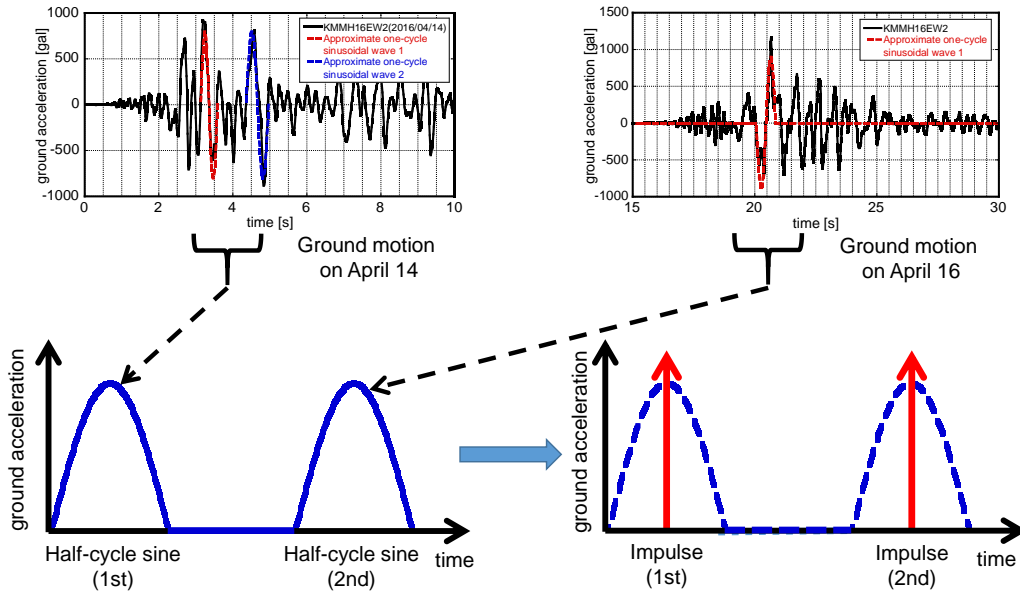 KMMH16EW2(2016/04/14)
Approximate one-cycle
sinusoidal wave 1
Approximate one-cycle
sinusoidal wave 2
ground acceleration [gal]
1000
500
0
-500
-1000
0
2
4
6
8
10
time [s]
Ground motion
on April 14
KMMH16EW2
Approximate one-cycle
sinusoidal wave 1
ground acceleration [gal]
1500
1000
500
0
-500
-1000
15
20
25
30
time [s]
Ground motion
on April 16
ground acceleration
Half-cycle sine
(1st)
Half-cycle sine
(2nd)
time
ground acceleration
Impulse
(1st)
Impulse
(2nd)
time